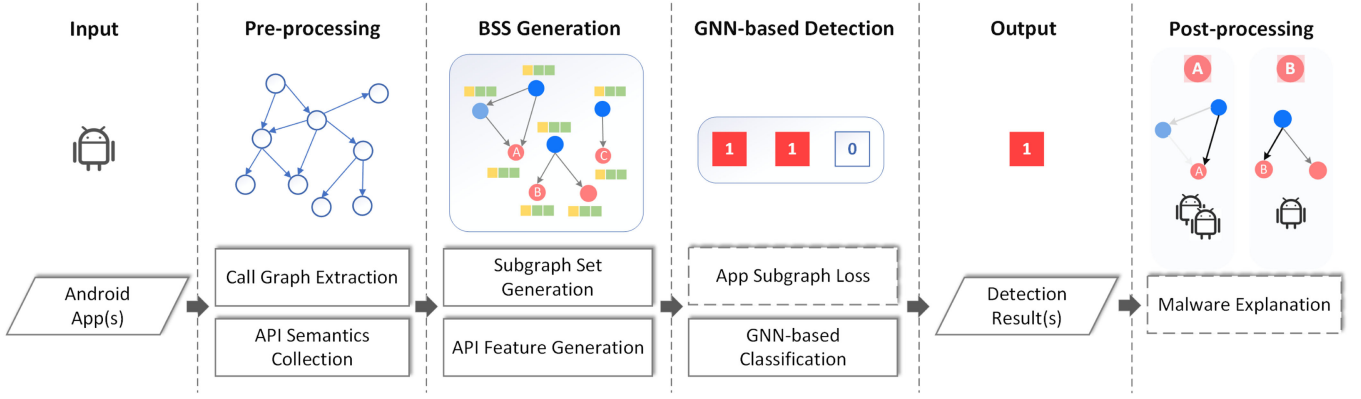 Input
Pre-processing
BSS Generation
GNN-based Detection
Output
Post-processing
A
B
C
1
1
0
1
A
B
A
B
Android
App(s)
Call Graph Extraction
API Semantics
Collection
Subgraph Set
Generation
API Feature Generation
App Subgraph Loss
GNN-based
Classification
Detection
Result(s)
Malware Explanation